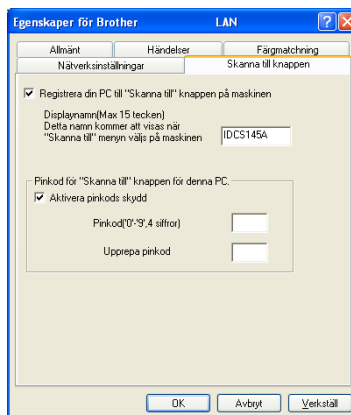 Egenskaper för Brother LAN
Allmänt Händelser Färgmatchning
Nätverksinställningar Skanna till knappen
Registrera din PC till "Skanna till" knappen på maskinen
Displaynamn(Max 15 tecken)
Detta namn kommer att visas när
"Skanna till" menyn väljs på maskinen
IDCS145A
Pinkod för "Skanna till" knappen för denna PC.
Aktivera pinkods skydd
Pinkod('0'-'9',4 siffror)
Upprepa pinkod
OK Avbryt Verkställ